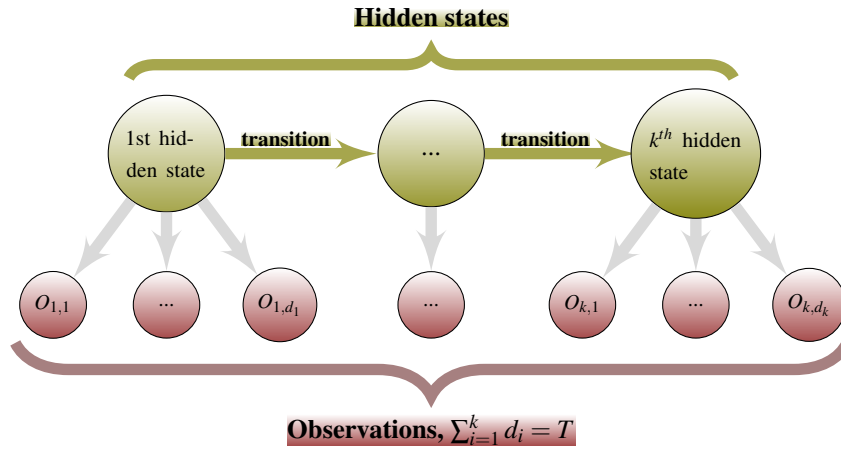 Hidden states
transition
transition
1st hid-
den state
...
k^{th} hidden
state
O_{1,1}
...
O_{1,d_1}
...
O_{k,1}
...
O_{k,d_k}
Observations, \sum_{i=1}^{k} d_i = T